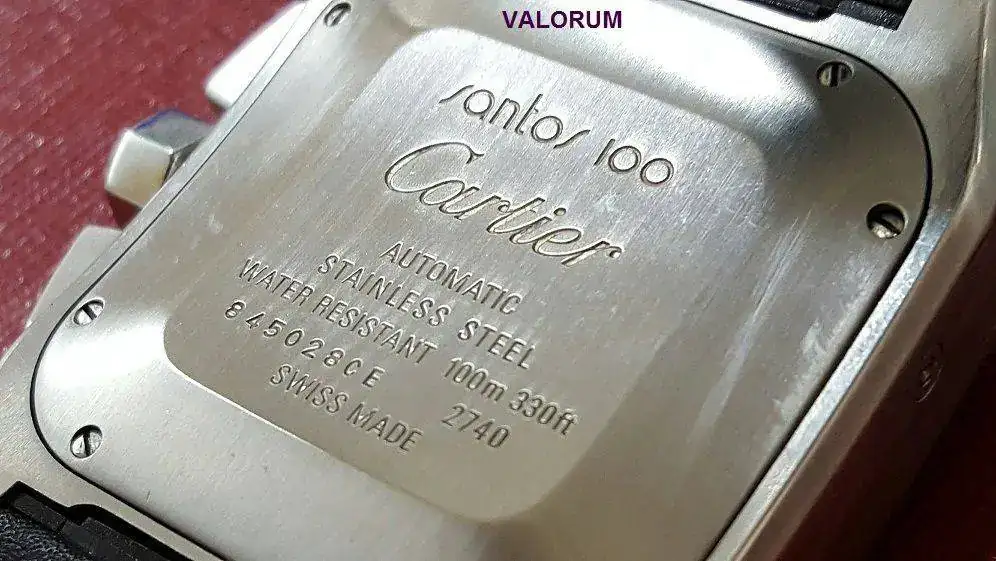 VALORUM
santos 100
Cartier
AUTOMATIC
STAINLESS STEEL
WATER RESISTANT 100m 330ft
845028CE 2740
SWISS MADE